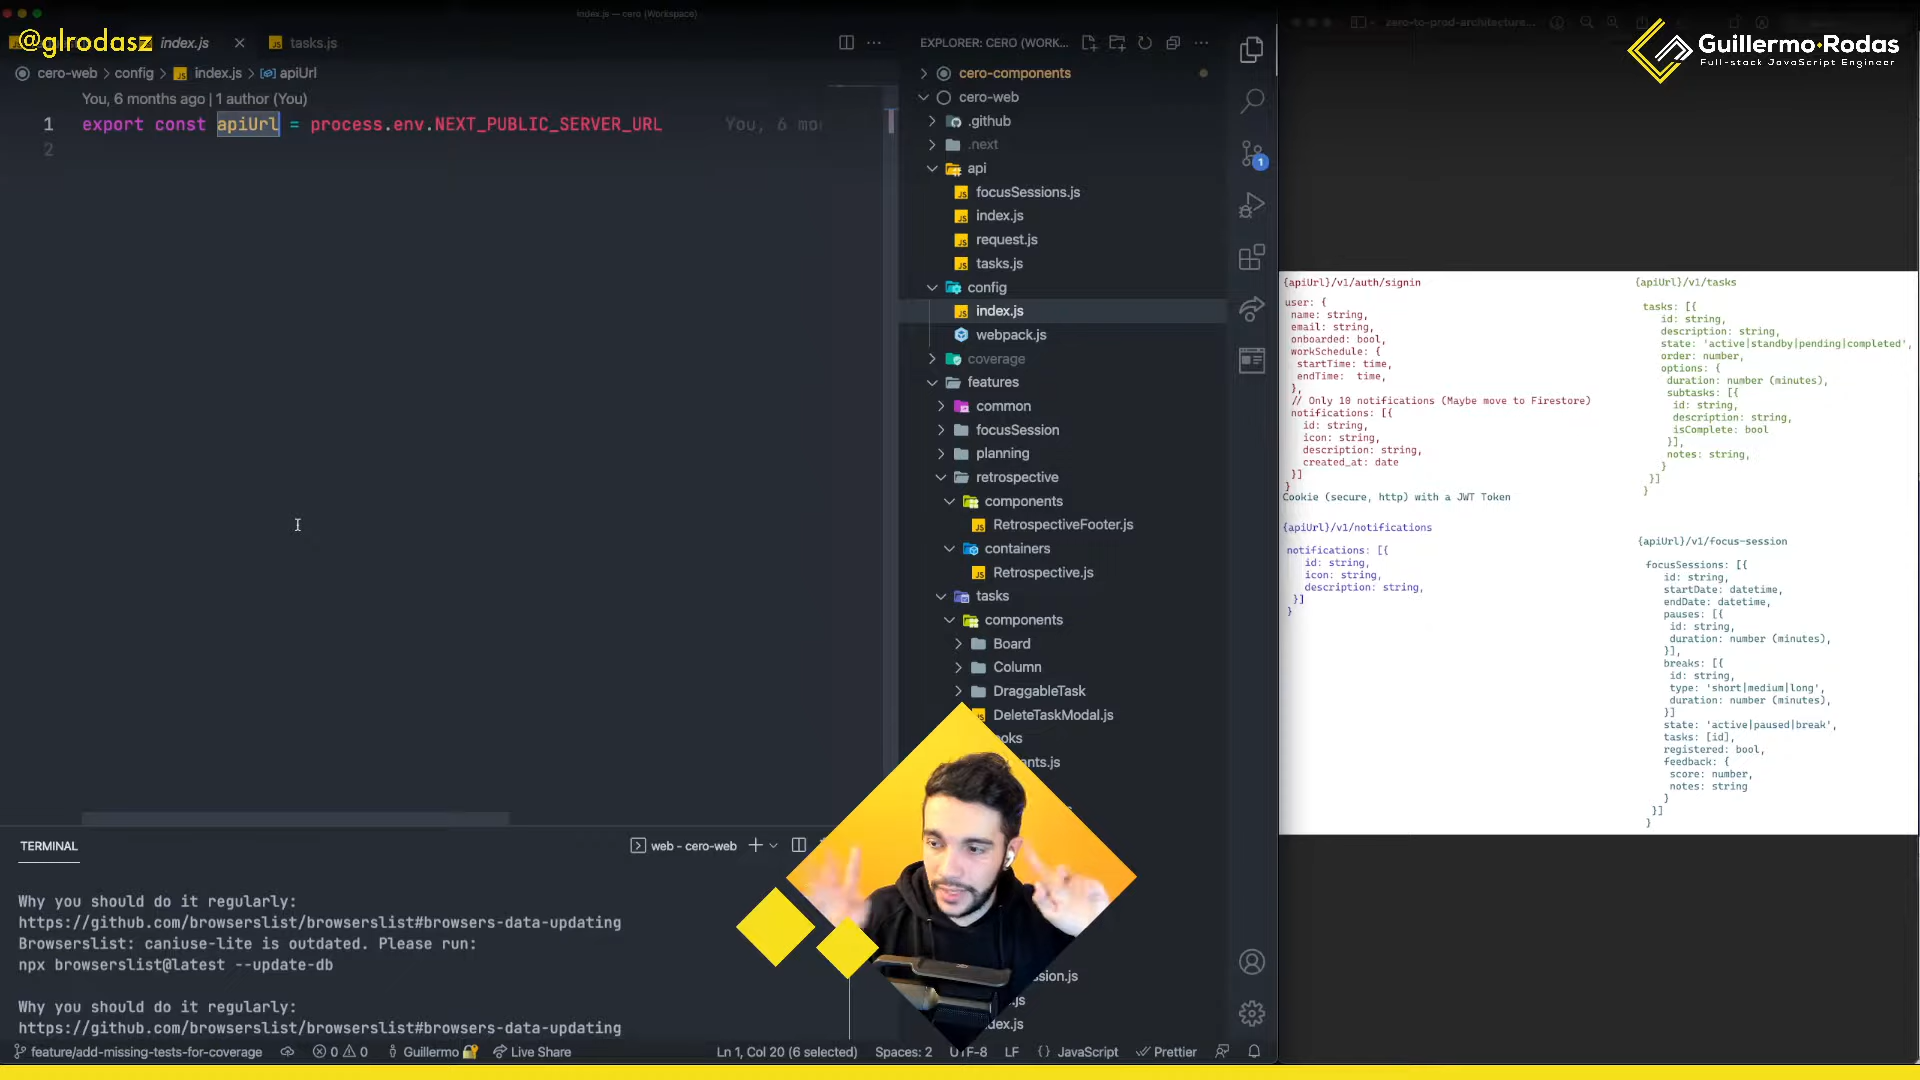 index.js — cero (Workspace)
zero-to-prod-architecture...
@glrodasz
index.js
tasks.js
cero-web > config > index.js > apiUrl
You, 6 months ago | 1 author (You)
1 export const apiUrl = process.env.NEXT_PUBLIC_SERVER_URL You, 6 mo
2
EXPLORER: CERO (WORK...
cero-components
cero-web
.github
.next
api
focusSessions.js
index.js
request.js
tasks.js
config
index.js
webpack.js
coverage
features
common
focusSession
planning
retrospective
components
RetrospectiveFooter.js
containers
Retrospective.js
tasks
components
Board
Column
DraggableTask
DeleteTaskModal.js
ooks
ants.js
sion.js
.js
dex.js
1
Guillermo Rodas
Full-stack JavaScript Engineer
{apiUrl}/v1/auth/signin
user: {
name: string,
email: string,
onboarded: bool,
workSchedule: {
startTime: time,
endTime: time,
},
// Only 10 notifications (Maybe move to Firestore)
notifications: [{
id: string,
icon: string,
description: string,
created_at: date
}]
}
Cookie (secure, http) with a JWT Token
{apiUrl}/v1/notifications
notifications: [{
id: string,
icon: string,
description: string,
}]
}
{apiUrl}/v1/tasks
tasks: [{
id: string,
description: string,
state: 'active|standby|pending|completed',
order: number,
options: {
duration: number (minutes),
subtasks: [{
id: string,
description: string,
isComplete: bool
}],
notes: string,
}
}]
}
{apiUrl}/v1/focus-session
focusSessions: [{
id: string,
startDate: datetime,
endDate: datetime,
pauses: [{
id: string,
duration: number (minutes),
}],
breaks: [{
id: string,
type: 'short|medium|long',
duration: number (minutes),
}]
state: 'active|paused|break',
tasks: [id],
registered: bool,
feedback: {
score: number,
notes: string
}
}]
}
TERMINAL
web - cero-web
Why you should do it regularly:
https://github.com/browserslist/browserslist#browsers-data-updating
Browserslist: caniuse-lite is outdated. Please run:
npx browserslist@latest --update-db
Why you should do it regularly:
https://github.com/browserslist/browserslist#browsers-data-updating
feature/add-missing-tests-for-coverage 0 0 Guillermo Live Share Ln 1, Col 20 (6 selected) Spaces: 2 UTF-8 LF {} JavaScript Prettier